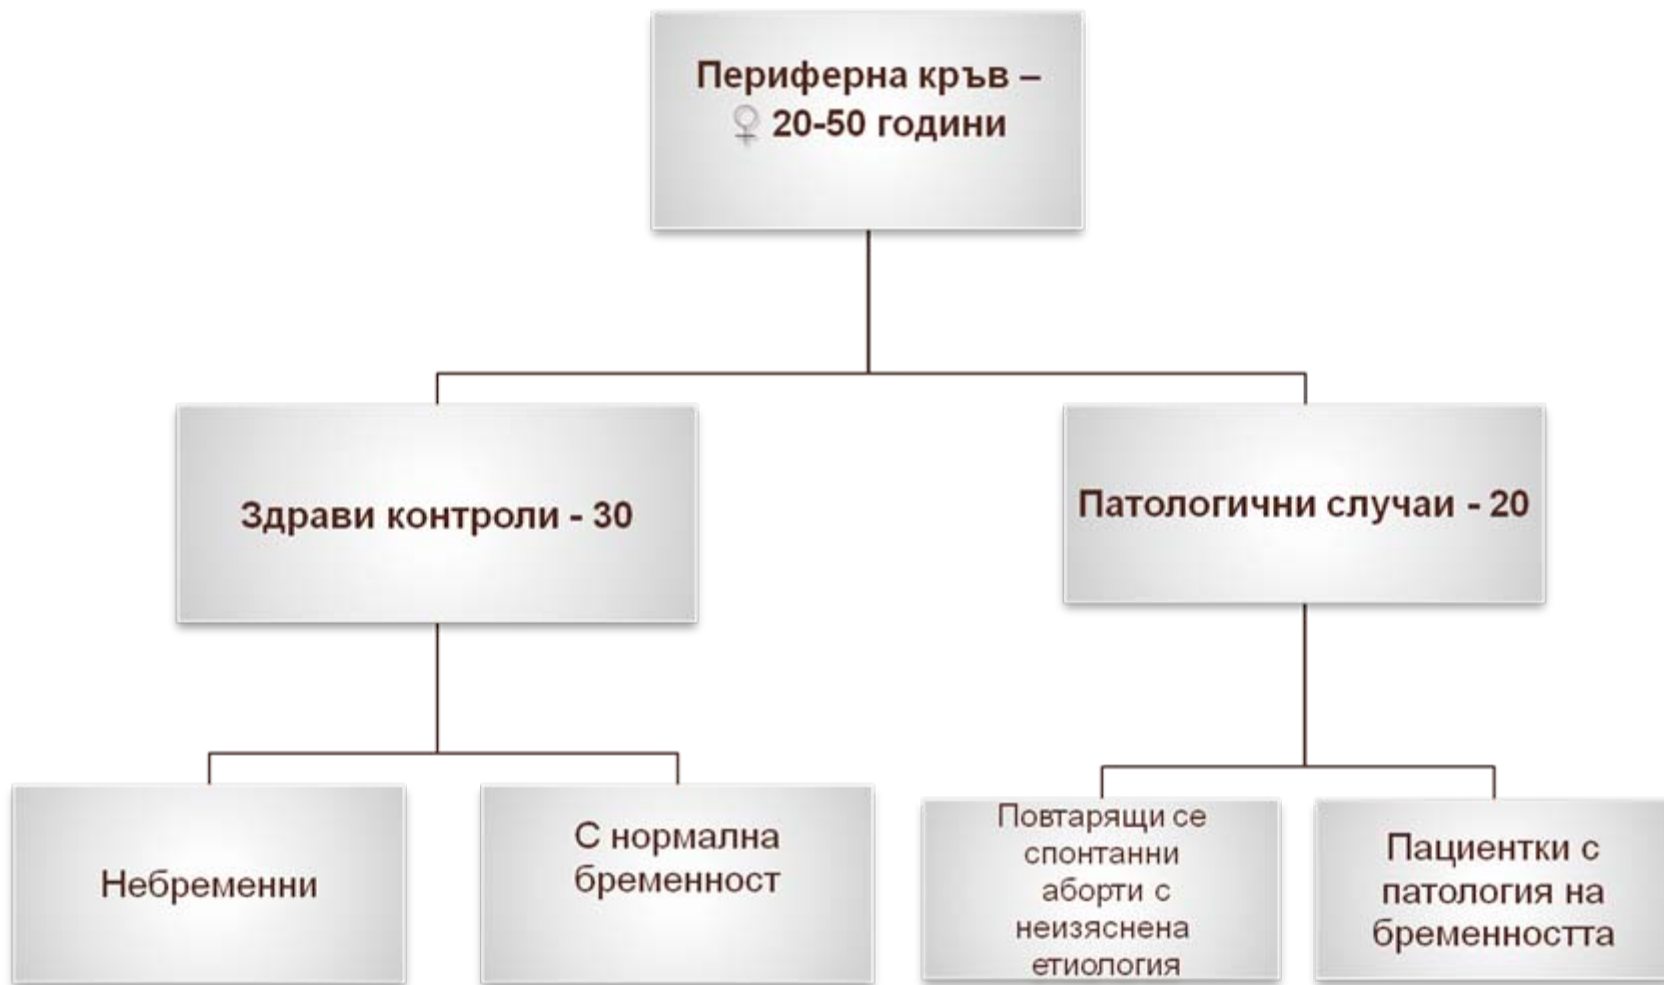 Периферна кръв –
♀ 20-50 години
Здрави контроли - 30
Патологични случаи - 20
Небременни
С нормална
бременност
Повтарящи се
спонтанни
аборти с
неизяснена
етиология
Пациентки с
патология на
бременността